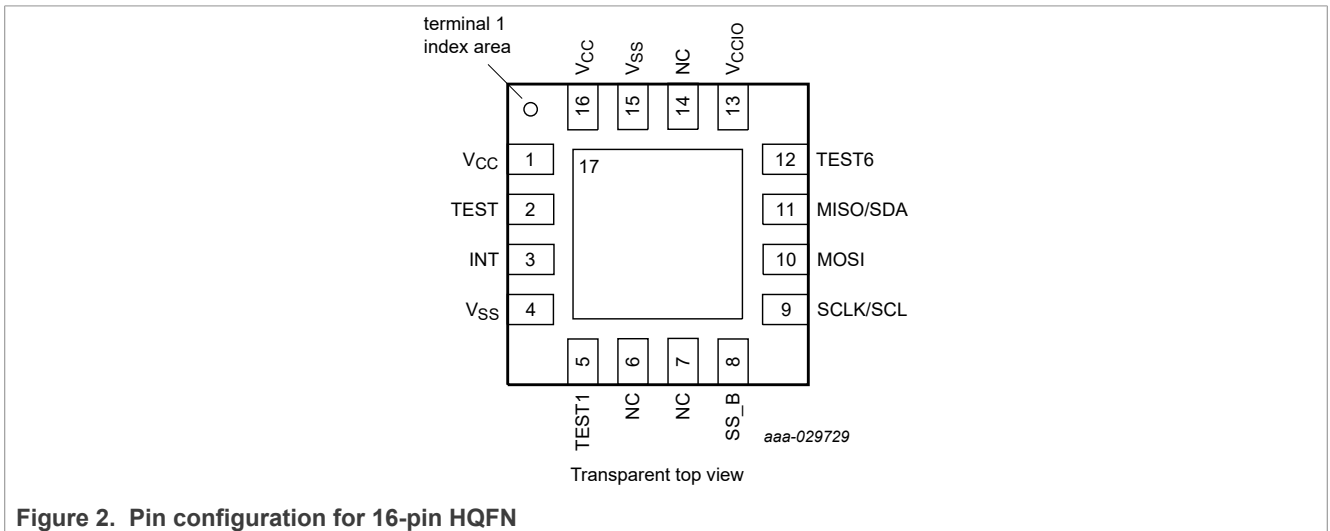 terminal 1
index area
VCC
VSS
NC
VCCIO
16
15
14
13
VCC 1
17
12 TEST6
TEST 2
11 MISO/SDA
INT 3
10 MOSI
VSS 4
9 SCLK/SCL
5
6
7
8
TEST1
NC
NC
SS_B
aaa-029729
Transparent top view
Figure 2. Pin configuration for 16-pin HQFN